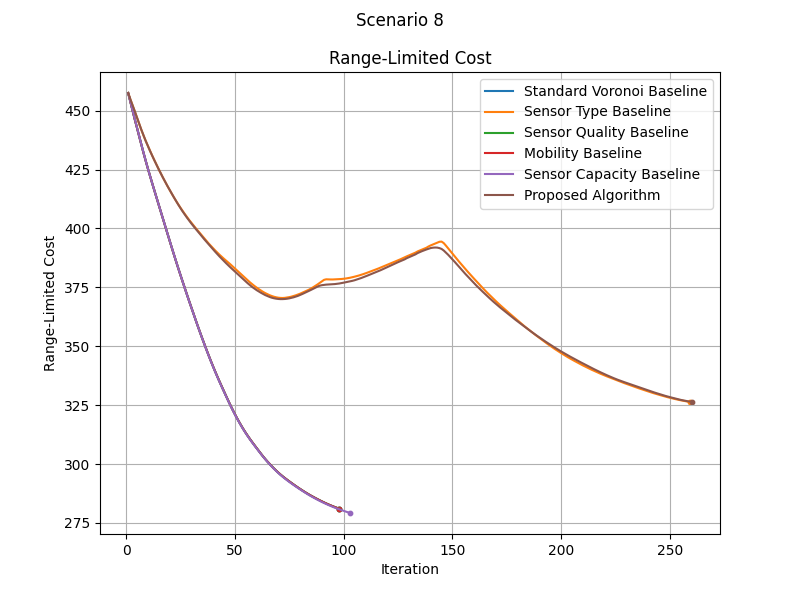 Scenario 8
Range-Limited Cost
Standard Voronoi Baseline
Sensor Type Baseline
Sensor Quality Baseline
Mobility Baseline
Sensor Capacity Baseline
Proposed Algorithm
Range-Limited Cost
450
425
400
375
350
325
300
275
0 50 100 150 200 250
Iteration